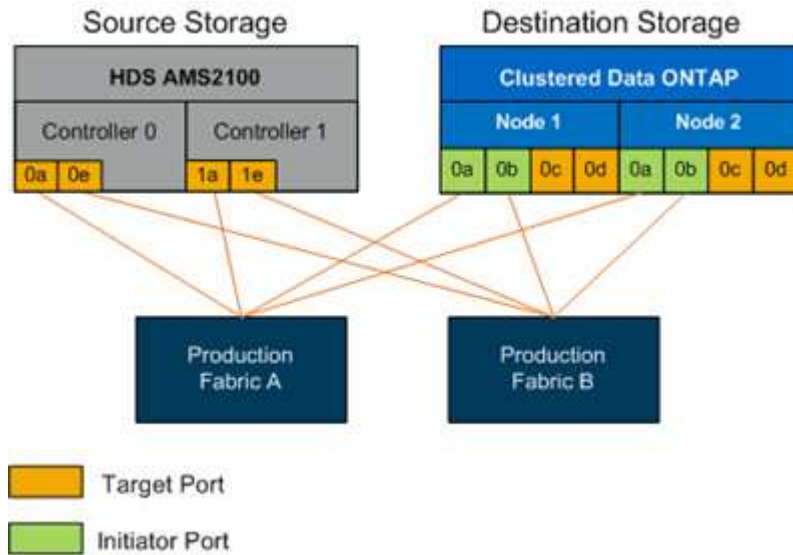 Source Storage
Destination Storage
HDS AMS2100
Clustered Data ONTAP
Controller 0
Controller 1
Node 1
Node 2
0a 0e
1a 1e
0a 0b 0c 0d 0a 0b 0c 0d
Production
Fabric A
Production
Fabric B
Target Port
Initiator Port